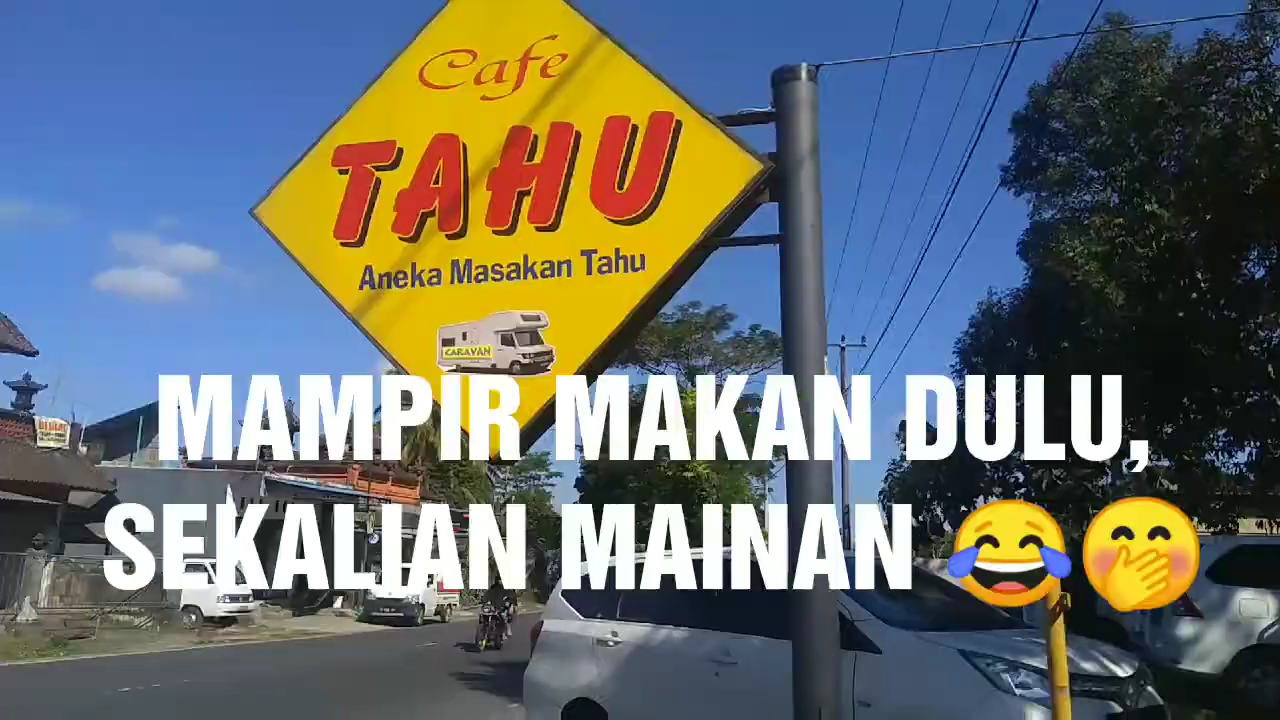 Cafe
TAHU
Aneka Masakan Tahu
CARAVAN
MAMPIR MAKAN DULU,
SEKALIAN MAINAN 😂🤭